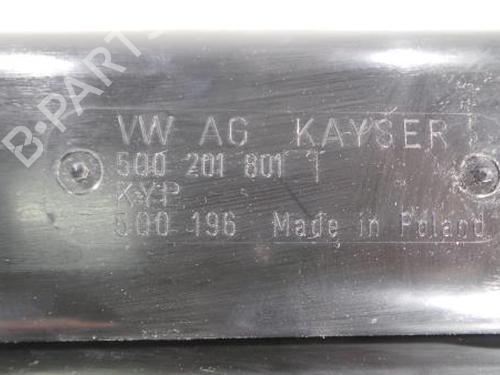 B-PARTS
VW AG KAYSER
5Q0 201 801 T
KYP
5Q0 196 Made in Poland